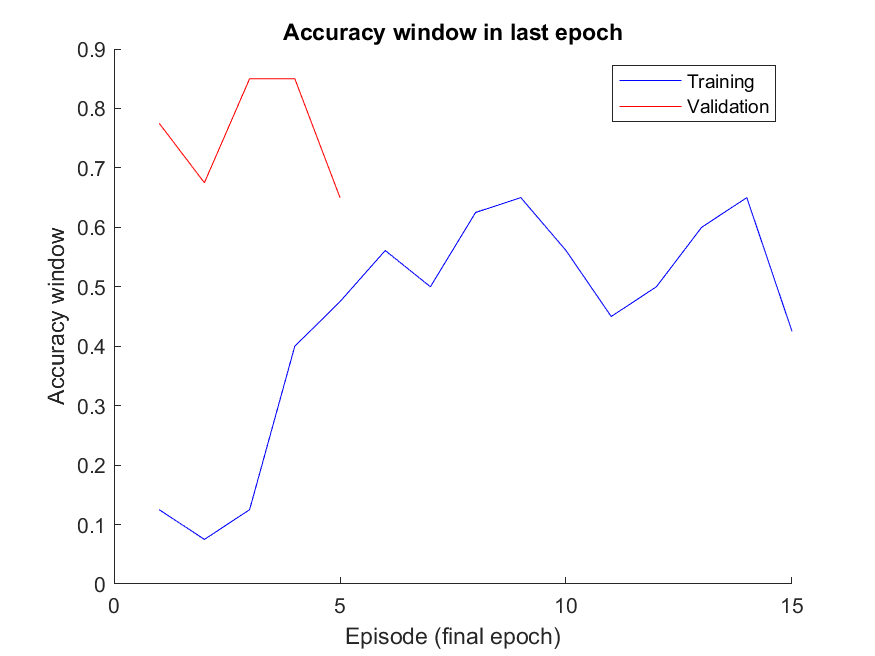 Accuracy window in last epoch
0.9
0.8
0.7
0.6
0.5
0.4
0.3
0.2
0.1
0
Accuracy window
Training
Validation
0 5 10 15
Episode (final epoch)